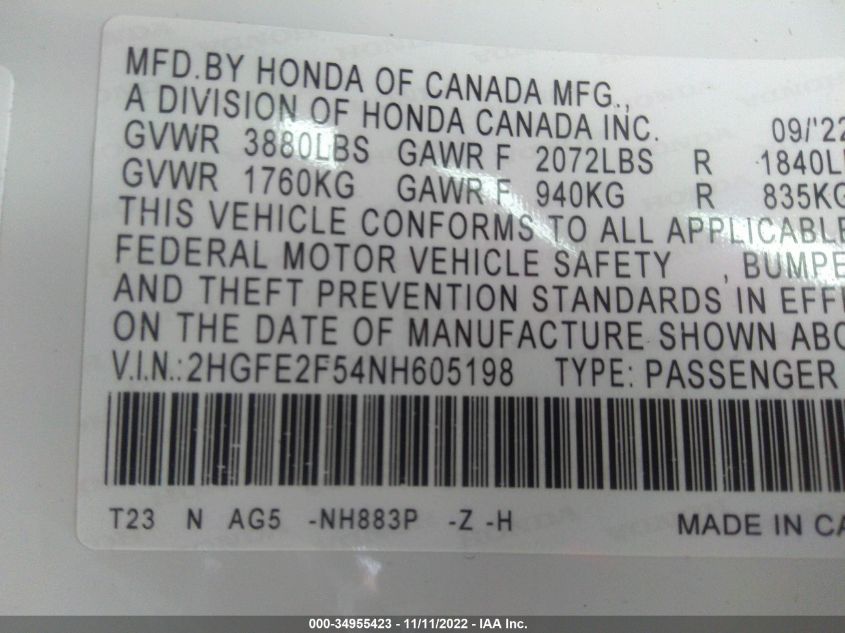 MFD.BY HONDA OF CANADA MFG.,
A DIVISION OF HONDA CANADA INC. 09/'22
GVWR 3880LBS GAWR F 2072LBS R 1840L
GVWR 1760KG GAWR F 940KG R 835KG
THIS VEHICLE CONFORMS TO ALL APPLICABLE
FEDERAL MOTOR VEHICLE SAFETY , BUMPE
AND THEFT PREVENTION STANDARDS IN EFF
ON THE DATE OF MANUFACTURE SHOWN ABO
V.I.N.:2HGFE2F54NH605198 TYPE: PASSENGER
T23 N AG5 -NH883P -Z -H MADE IN CA
000-34955423 - 11/11/2022 - IAA Inc.